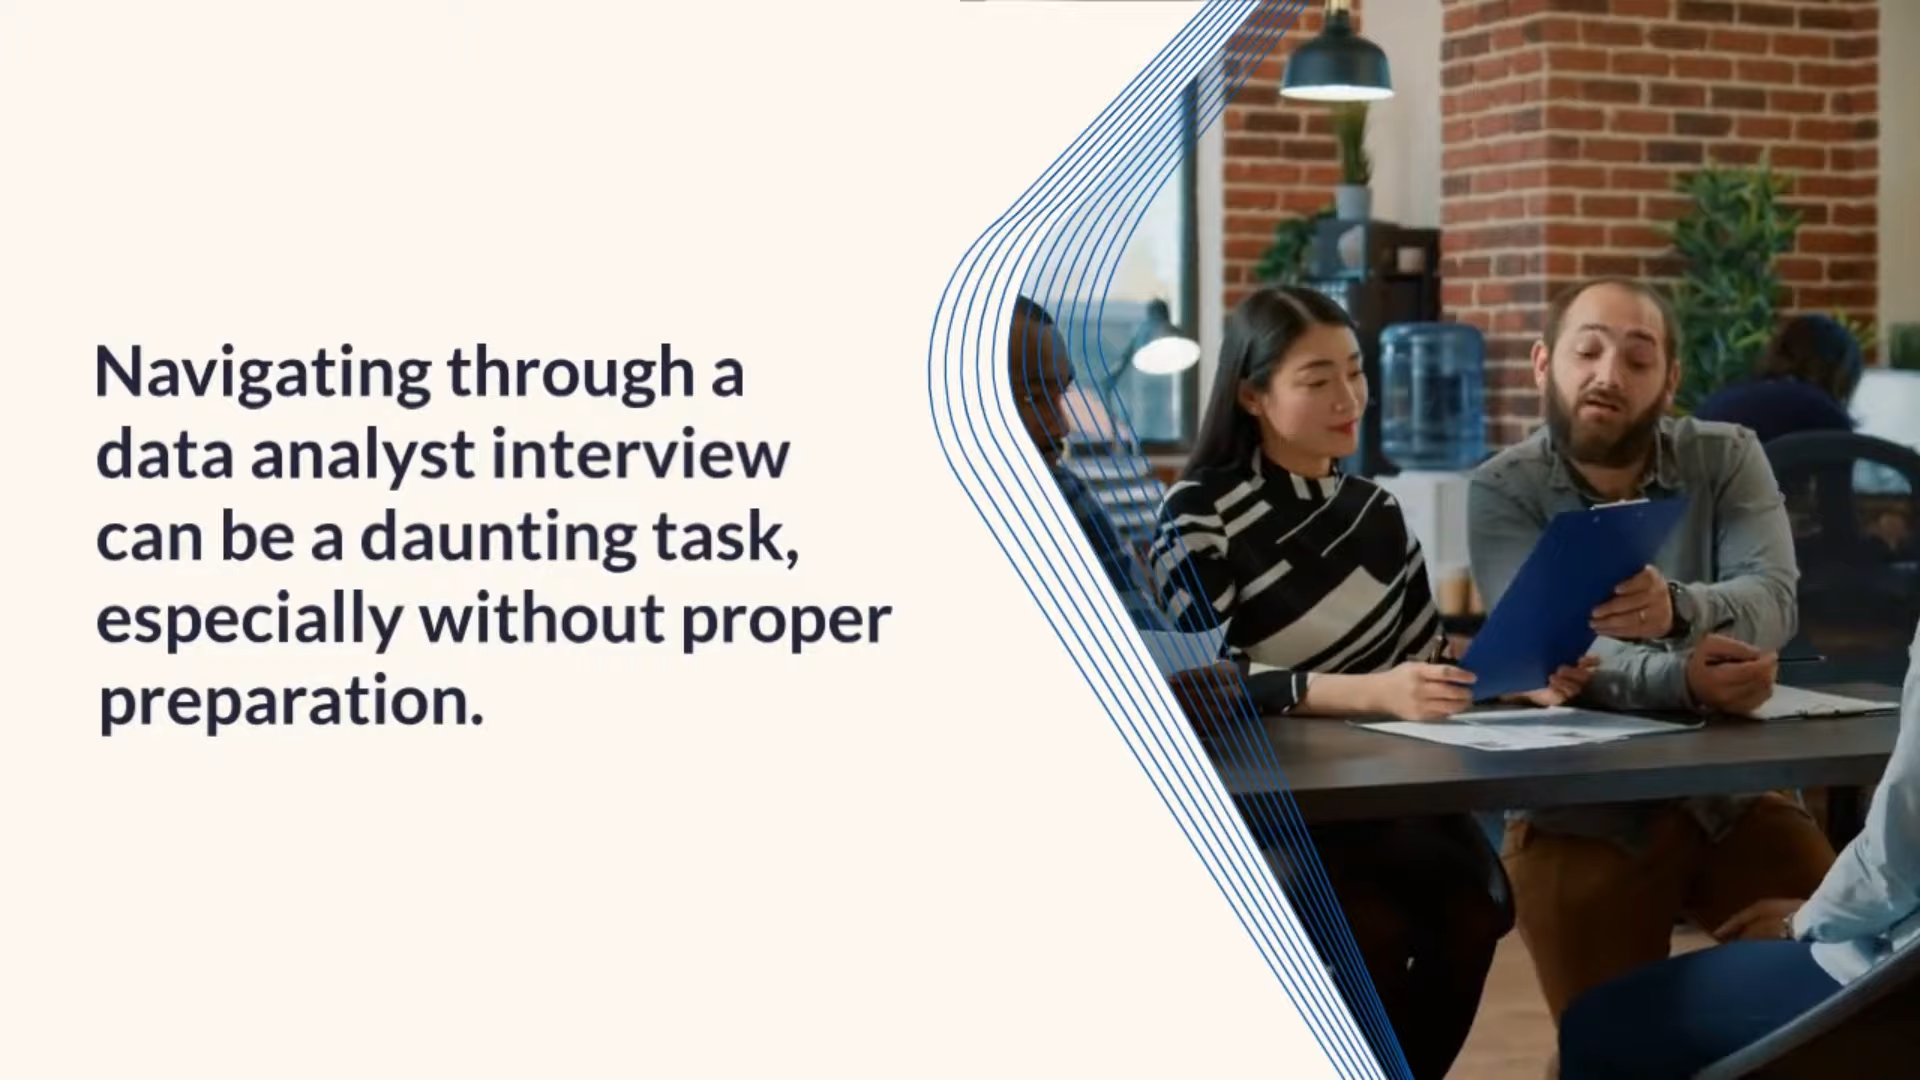 Navigating through a
data analyst interview
can be a daunting task,
especially without proper
preparation.